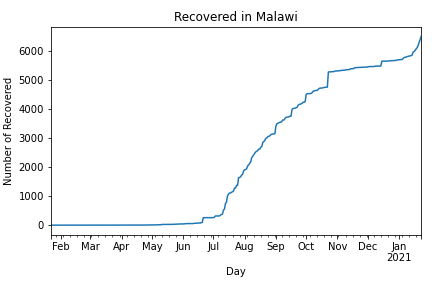 Recovered in Malawi
Number of Recovered
6000
5000
4000
3000
2000
1000
0
Feb Mar Apr May Jun Jul Aug Sep Oct Nov Dec Jan
2021
Day